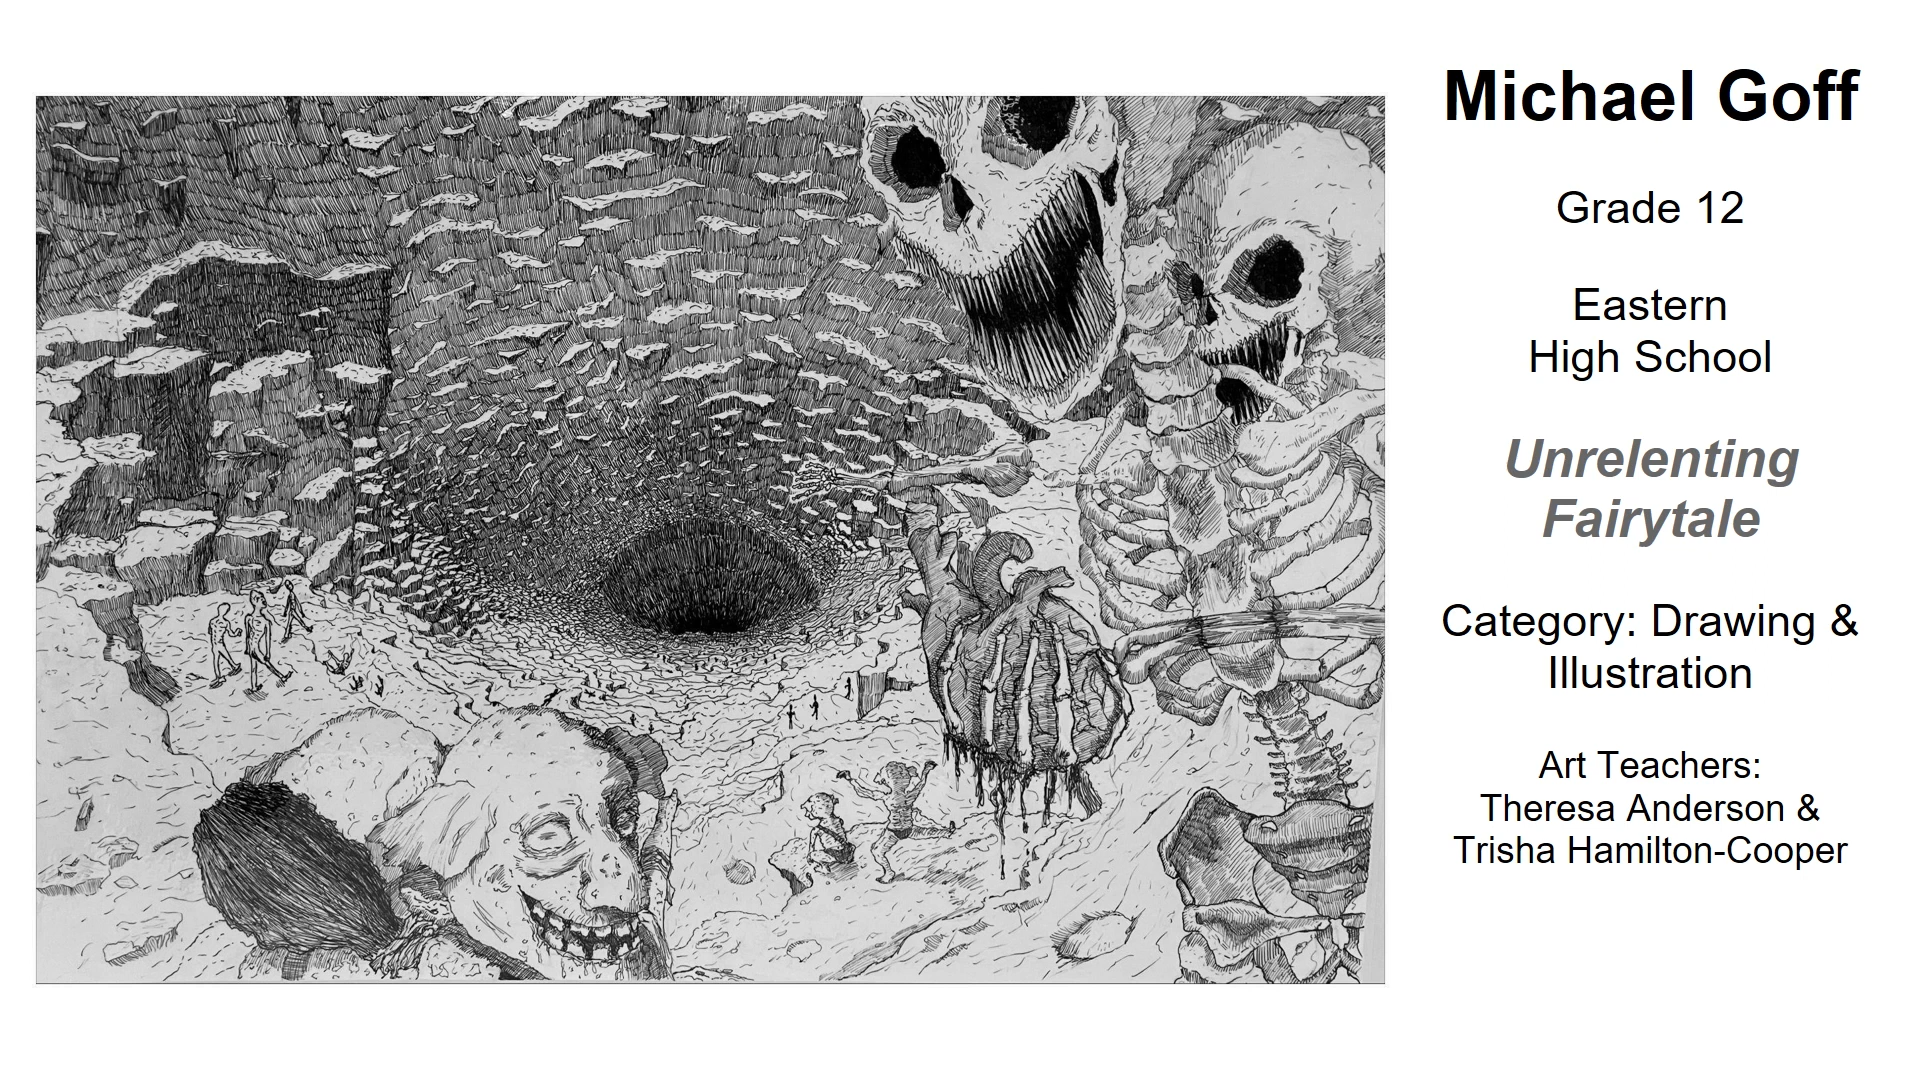 Michael Goff
Grade 12
Eastern
High School
Unrelenting
Fairytale
Category: Drawing &
Illustration
Art Teachers:
Theresa Anderson &
Trisha Hamilton-Cooper